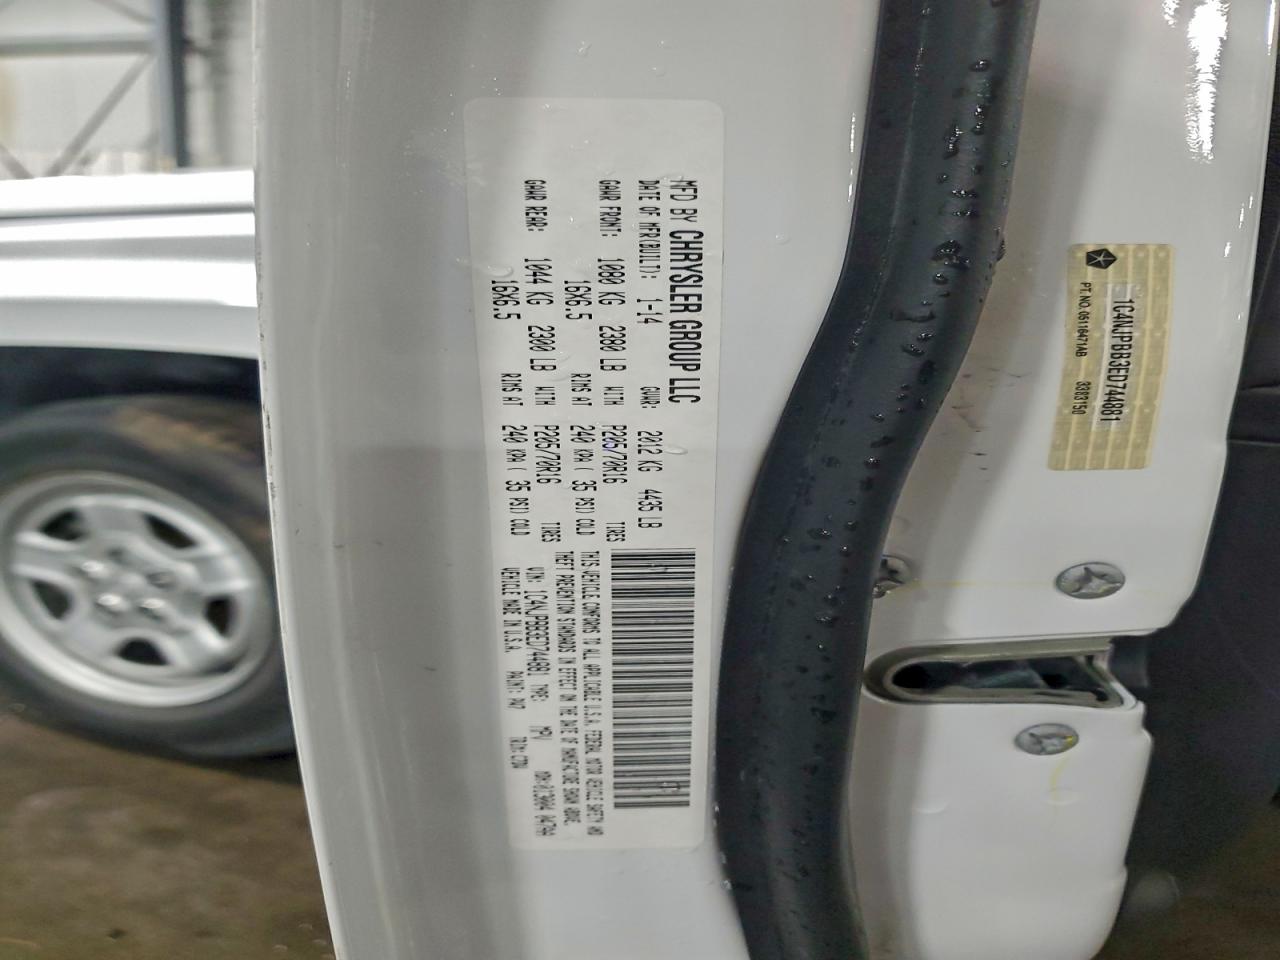 MFD BY CHRYSLER GROUP LLC
DATE OF MFR(BUILT): 1-14 GVWR: 2012 KG 4435 LB
GAWR FRONT: 1080 KG 2380 LB WITH P205/70R16 TIRES
16X6.5 RIMS AT 240 KPA ( 35 PSI) COLD
GAWR REAR: 1044 KG 2300 LB WITH P205/70R16 TIRES
16X6.5 RIMS AT 240 KPA ( 35 PSI) COLD
THIS VEHICLE CONFORMS TO ALL APPLICABLE U.S.A. FEDERAL MOTOR VEHICLE SAFETY AND
THEFT PREVENTION STANDARDS IN EFFECT ON THE DATE OF MANUFACTURE SHOWN ABOVE.
VIN: 1C4NJPBB3ED744881 TYPE: MPV
VEHICLE MADE IN U.S.A. PAINT: PW7
1C4NJPBB3ED744881
PT. NO. 05116471AB